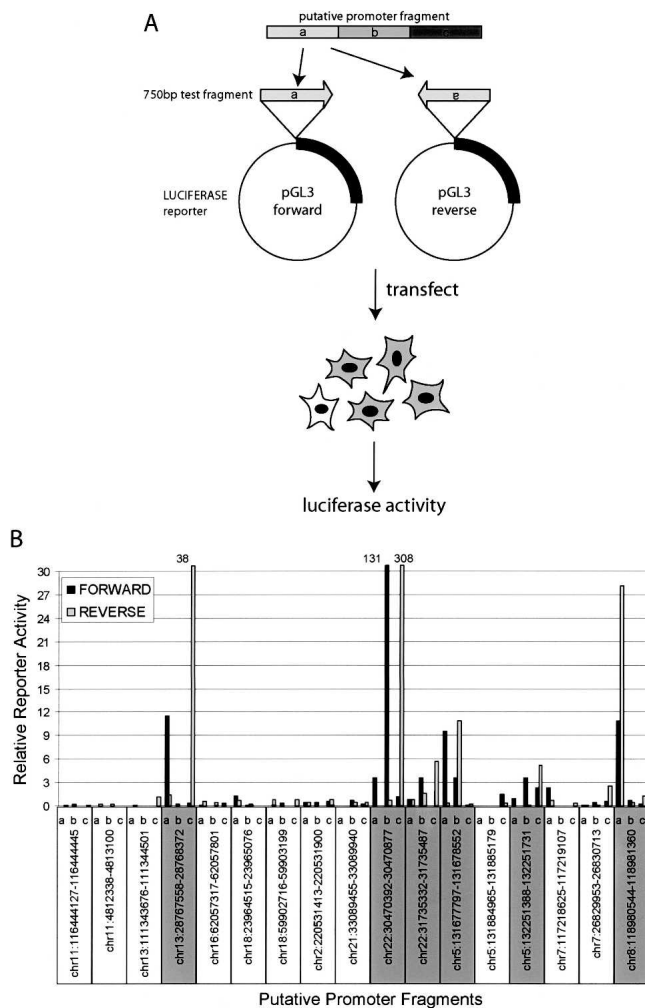 A
putative promoter fragment
a b c
750bp test fragment
a
a
LUCIFERASE
reporter
pGL3
forward
pGL3
reverse
transfect
luciferase activity
B
38
131
308
FORWARD
REVERSE
Relative Reporter Activity
30
27
24
21
18
15
12
9
6
3
0
a b c a b c a b c a b c a b c a b c a b c a b c a b c a b c a b c a b c a b c a b c a b c a b c a b c
chr11:116444127-116444445
chr11:4812338-4813100
chr13:111343676-111344501
chr13:28767558-28768372
chr16:62057317-62057801
chr18:23964515-23965076
chr18:59902716-59903199
chr2:220531413-220531900
chr21:33089455-33089940
chr22:30470392-30470877
chr22:31735332-31735487
chr5:131677797-131678552
chr5:131884965-131885179
chr5:132251388-132251731
chr7:117218625-117219107
chr7:26829953-26830713
chr8:118980544-118981360
Putative Promoter Fragments